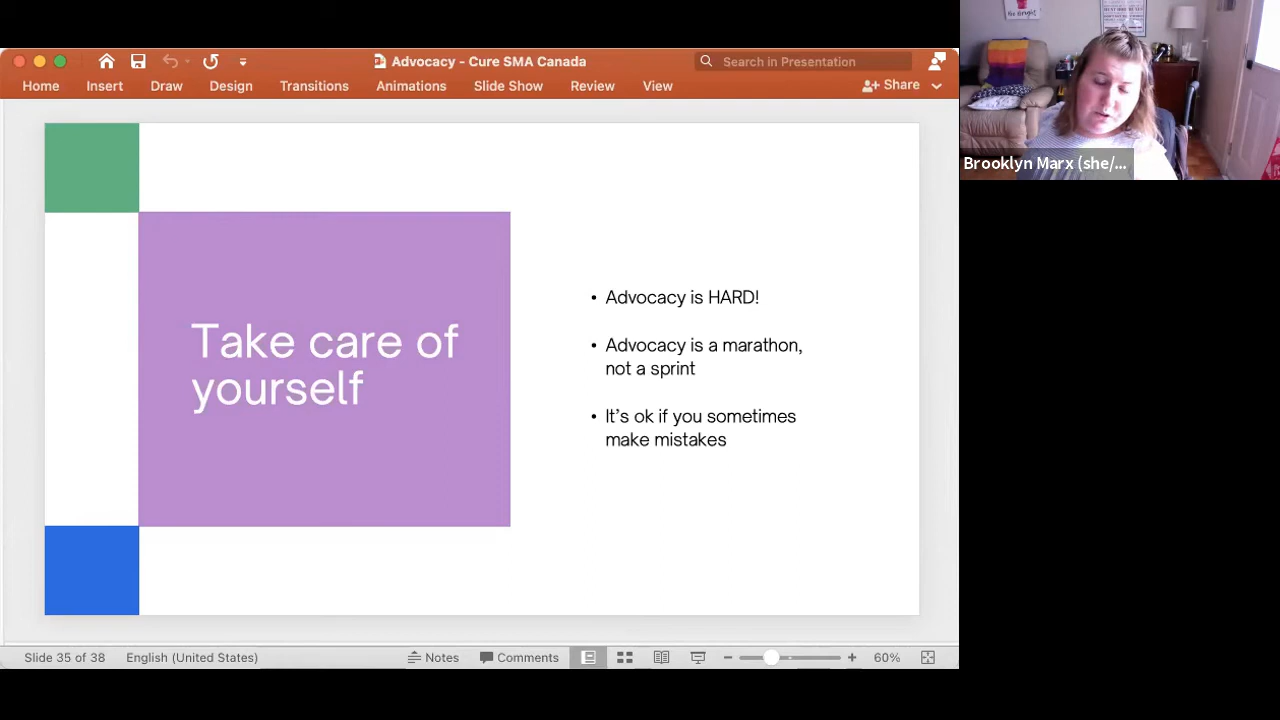 Advocacy - Cure SMA Canada
Search in Presentation
Home Insert Draw Design Transitions Animations Slide Show Review View Share
Brooklyn Marx (she/...
Take care of
yourself
• Advocacy is HARD!
• Advocacy is a marathon,
not a sprint
• It's ok if you sometimes
make mistakes
Slide 35 of 38 English (United States) Notes Comments 60%